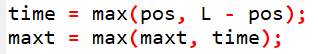 time = max(pos, L - pos);
maxt = max(maxt, time);